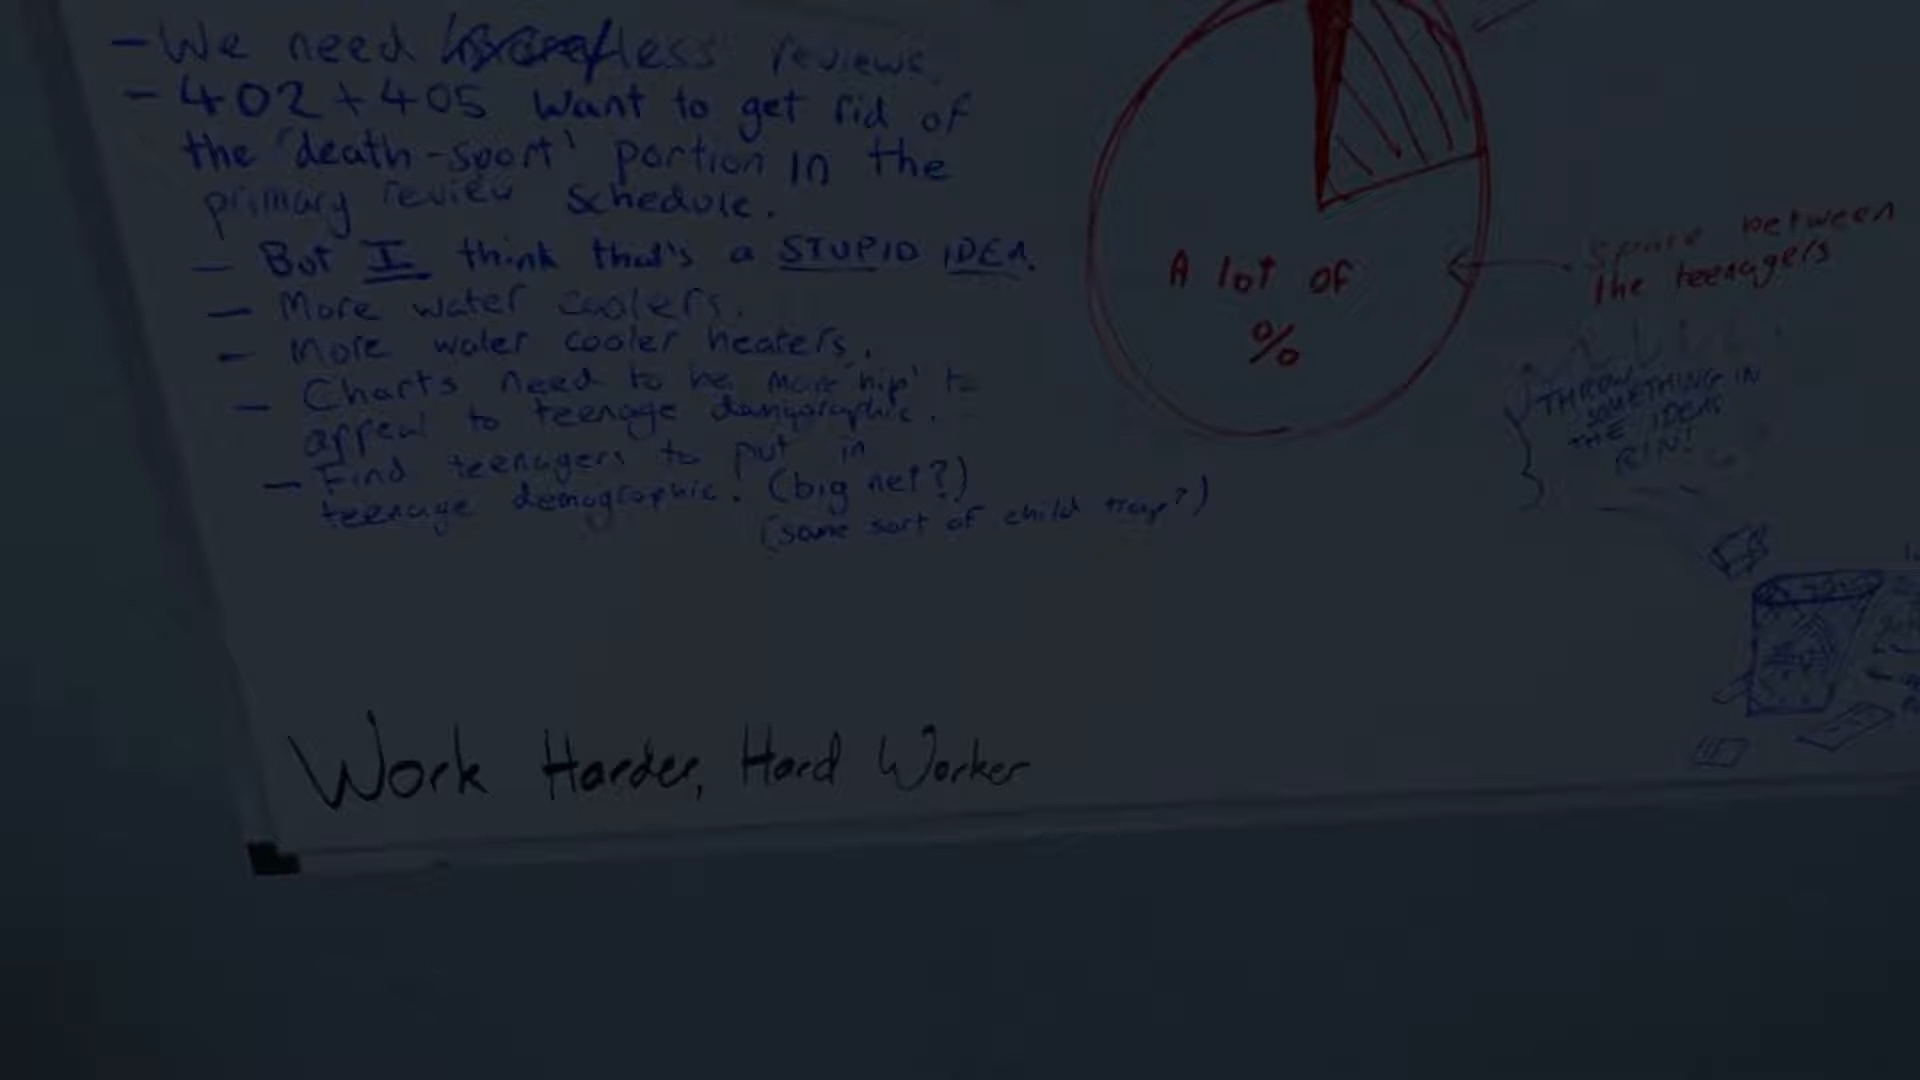 - We need less reviews.
- 402 + 405 want to get rid of
the 'death-sport' portion in the
primary review schedule.
- But I think that's a STUPID IDEA.
- More water coolers.
- More water cooler heaters.
- Charts need to be more 'hip' to
appeal to teenage demographic.
- Find teenagers to put in
teenage demographic. (big net?)
(some sort of child trap?)
A lot of
%
Space between
the teenagers
THROW
SOMETHING IN
THE IDEAS
BIN!
Work Harder, Hard Worker